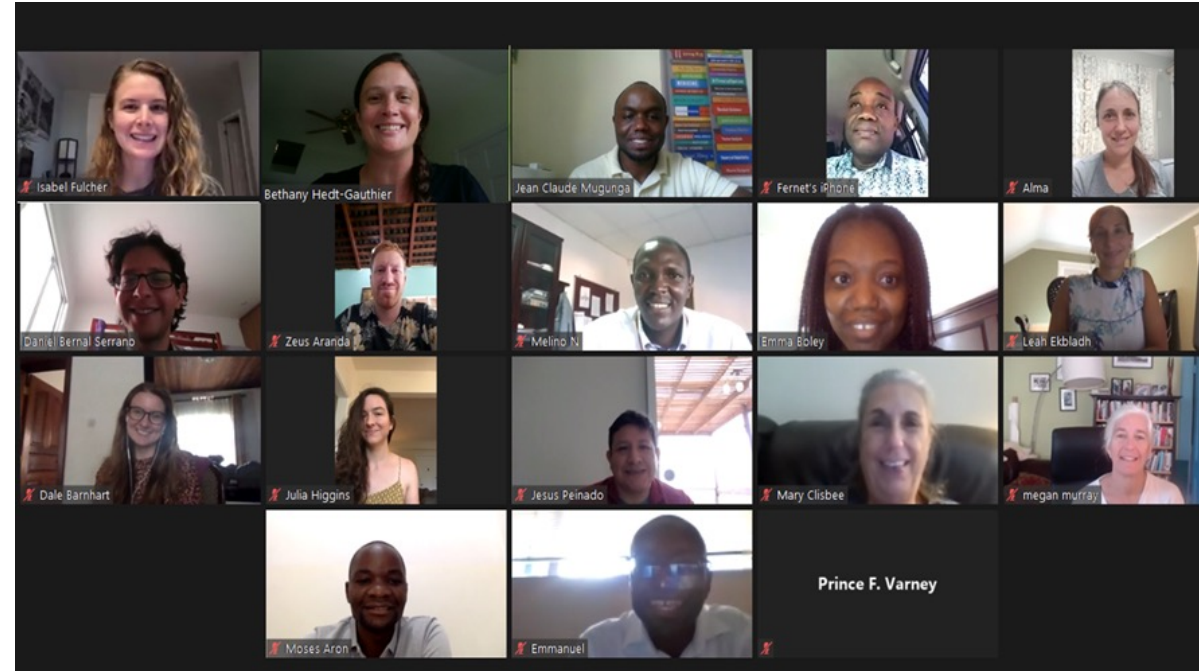 Isabel Fulcher
Bethany Hedt-Gauthier
Jean Claude Mugunga
Fernet's iPhone
Alma
Daniel Bernal Serrano
Zeus Aranda
Melino N
Emma Boley
Leah Ekbladh
Dale Barnhart
Julia Higgins
Jesus Peinado
Mary Clisbee
megan murray
Moses Aron
Emmanuel
Prince F. Varney